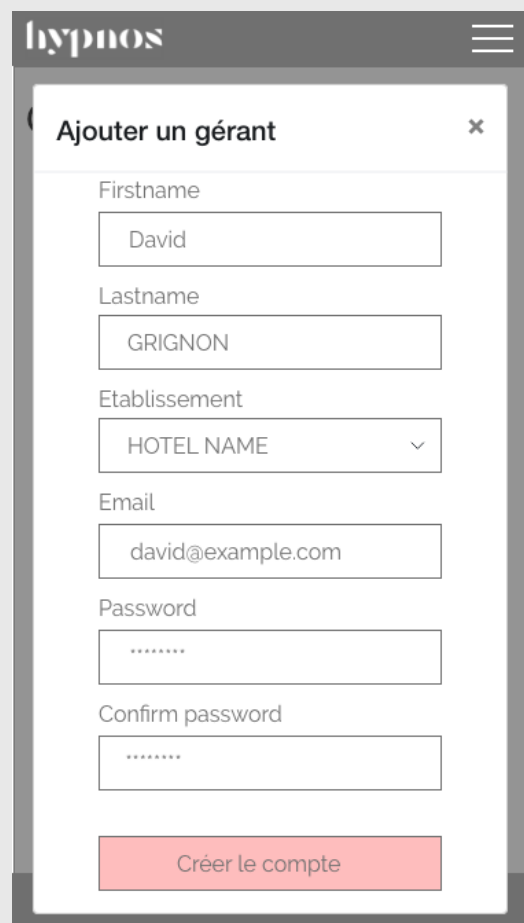 hypnos
Ajouter un gérant ×
Firstname
David
Lastname
GRIGNON
Etablissement
HOTEL NAME
Email
david@example.com
Password
********
Confirm password
********
Créer le compte